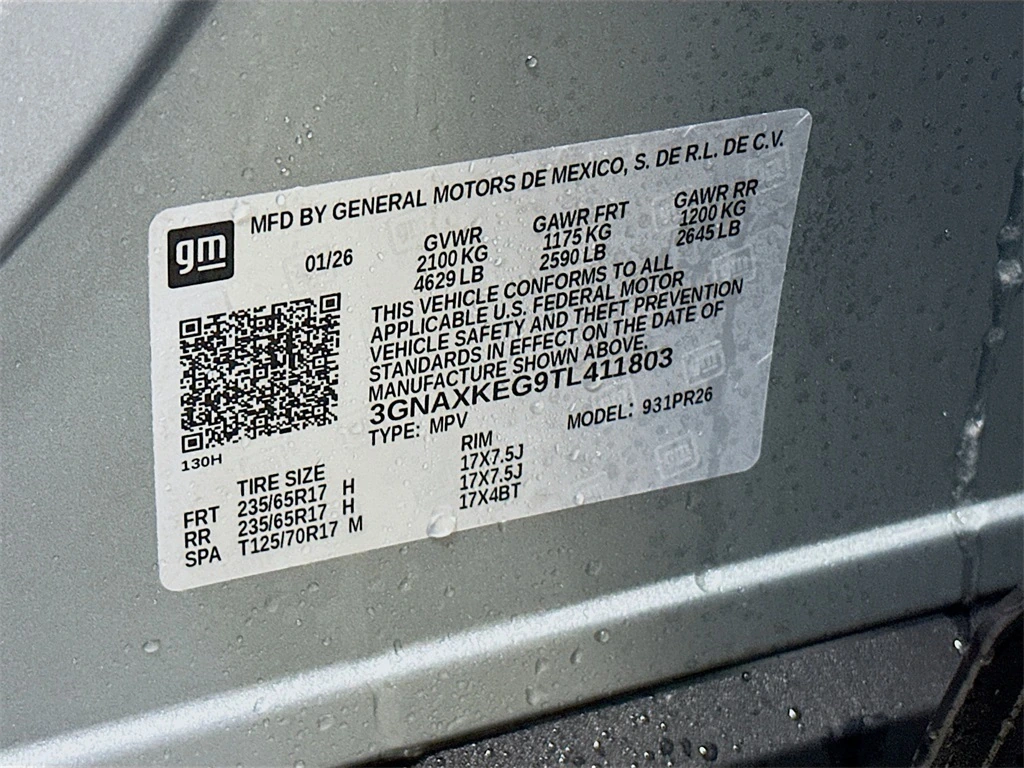 MFD BY GENERAL MOTORS DE MEXICO, S. DE R.L. DE C.V.
gm
01/26
GVWR
2100 KG
4629 LB
GAWR FRT
1175 KG
2590 LB
GAWR RR
1200 KG
2645 LB
THIS VEHICLE CONFORMS TO ALL
APPLICABLE U.S. FEDERAL MOTOR
VEHICLE SAFETY AND THEFT PREVENTION
STANDARDS IN EFFECT ON THE DATE OF
MANUFACTURE SHOWN ABOVE.
3GNAXKEG9TL411803
TYPE: MPV MODEL: 931PR26
130H
TIRE SIZE RIM
FRT 235/65R17 H 17X7.5J
RR 235/65R17 H 17X7.5J
SPA T125/70R17 M 17X4BT